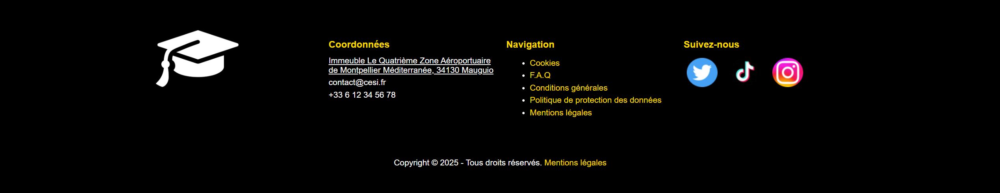 Coordonnées
Immeuble Le Quatrième Zone Aéroportuaire
de Montpellier Méditerranée, 34130 Mauguio
contact@cesi.fr
+33 6 12 34 56 78
Navigation
Cookies
F.A.Q
Conditions générales
Politique de protection des données
Mentions légales
Suivez-nous
Copyright © 2025 - Tous droits réservés. Mentions légales